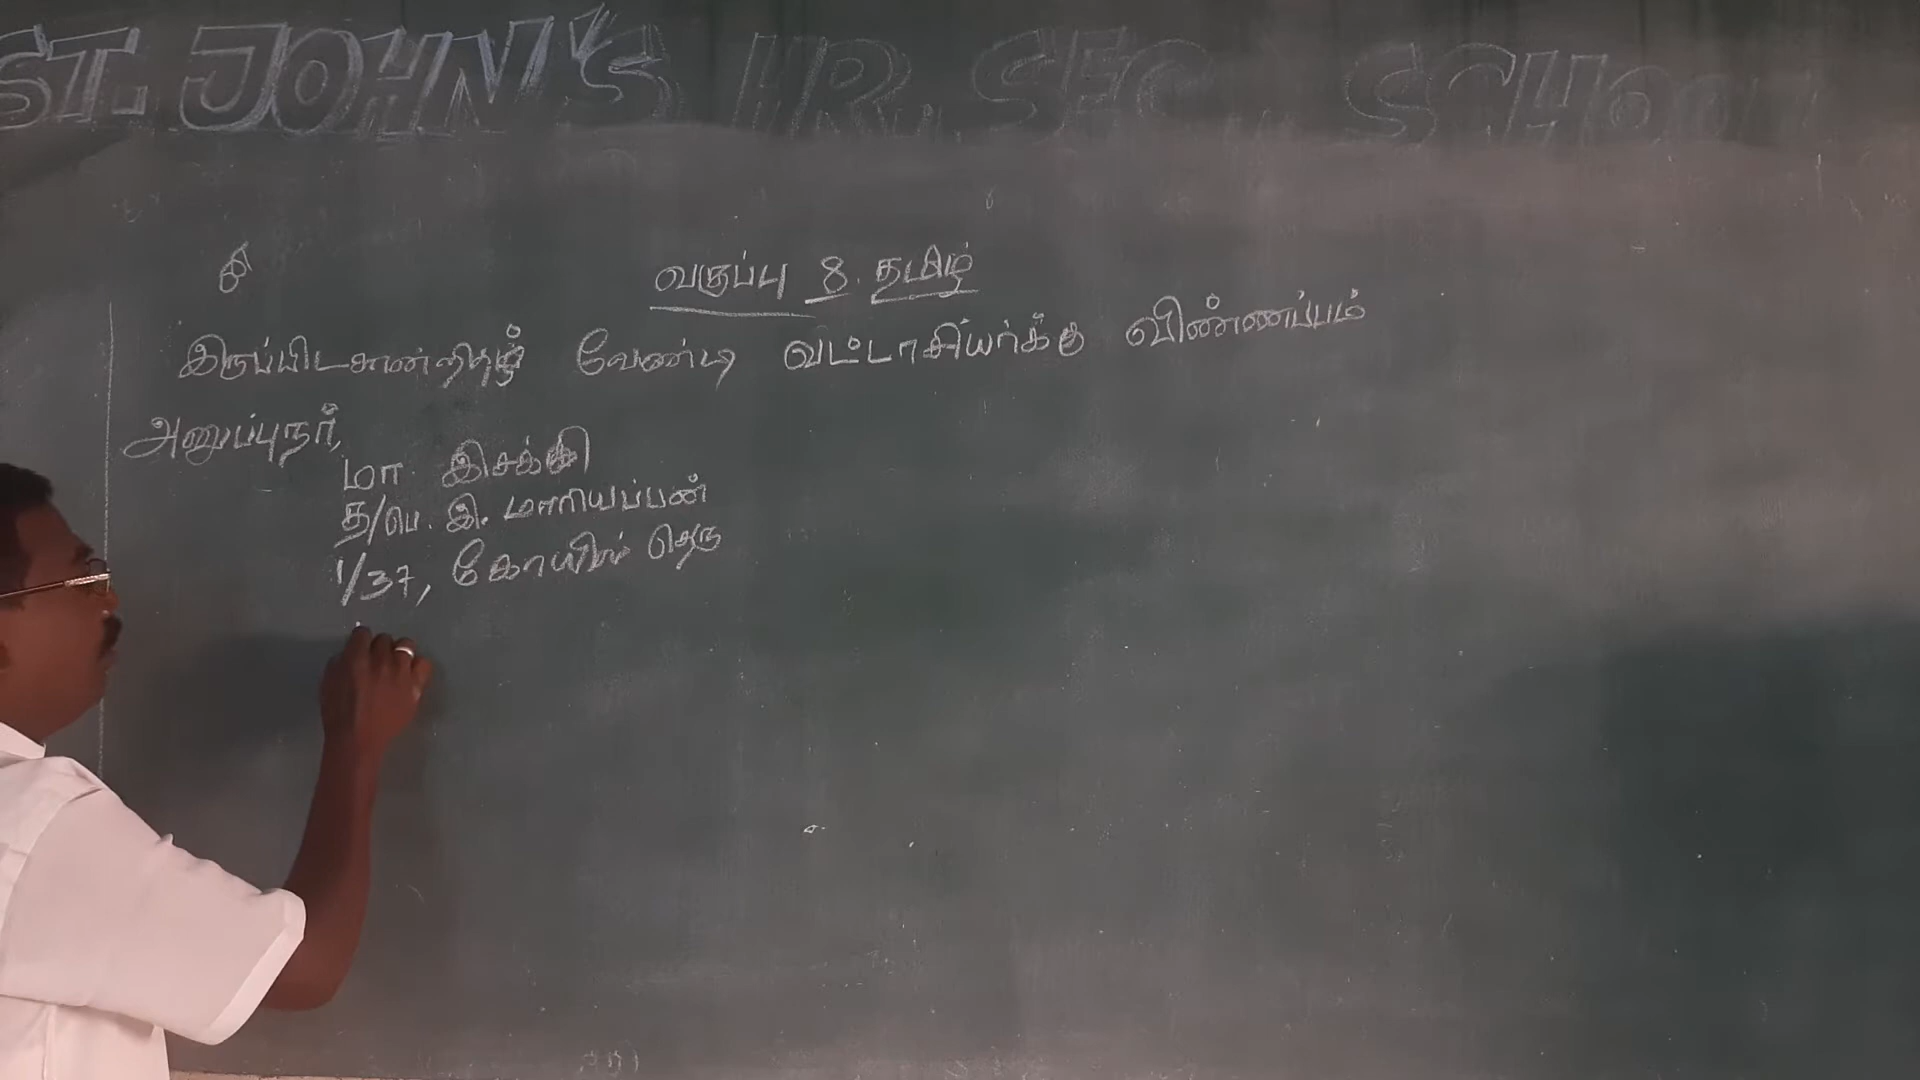 ST. JOHN'S HR. SEC. SCHOOL
வகுப்பு 8. தமிழ்
இருப்பிடசான்றிதழ் வேண்டி வட்டாசியர்க்கு விண்ணப்பம்
அனுப்புநர்,
மா. இசக்கி
த/பெ. இ. மாரியப்பன்
1/37, கோயில் தெரு